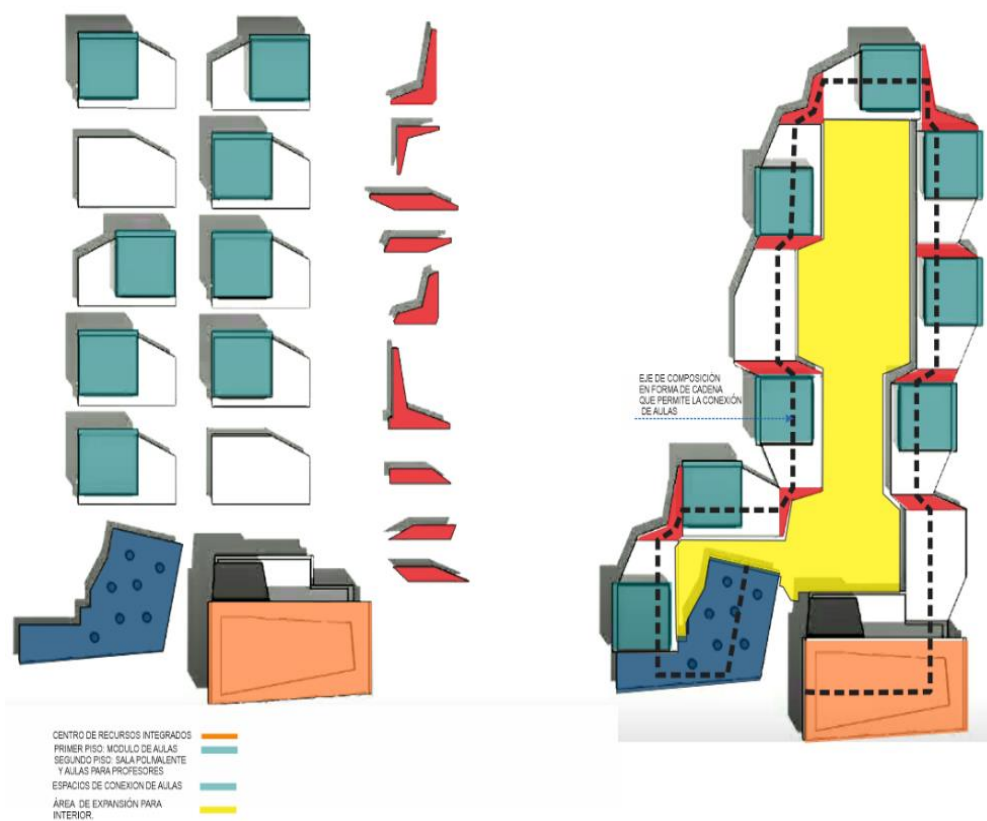 EJE DE COMPOSICIÓN
EN FORMA DE CADENA
QUE PERMITE LA CONEXIÓN
DE AULAS
CENTRO DE RECURSOS INTEGRADOS
PRIMER PISO: MODULO DE AULAS
SEGUNDO PISO: SALA POLIVALENTE
Y AULAS PARA PROFESORES
ESPACIOS DE CONEXION DE AULAS
ÁREA DE EXPANSIÓN PARA
INTERIOR.